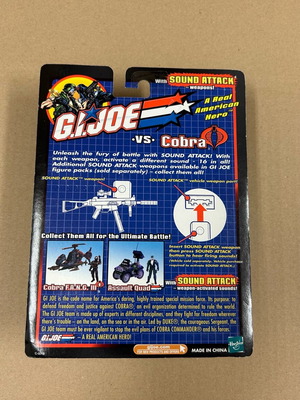 With SOUND ATTACK
weapons!
A Real
American
Hero
G.I. JOE
-VS- Cobra
Unleash the fury of battle with SOUND ATTACK! With
each weapon, activate a different sound - 16 in all!
Additional SOUND ATTACK weapons available in GI JOE
figure packs (sold separately) - collect them all!
SOUND ATTACK weapon port
SOUND ATTACK vehicle weapon port
Collect Them All for the Ultimate Battle!
Insert SOUND ATTACK weapon
then press SOUND ATTACK
button to hear firing sounds!
Cobra F.A.N.G. III
Assault Quad
With SOUND ATTACK
weapon-activated sounds!
GI JOE is the code name for America's daring, highly trained special mission force. Its purpose: to
defend freedom and justice against COBRA®: an evil organization determined to rule the world.
The GI JOE team is made up of experts in different disciplines, and they fight for freedom wherever
there's trouble – on the land, on the sea or in the air. Led by DUKE®, the courageous Sergeant, the
GI JOE team must be ever vigilant to stop the evil plans of COBRA COMMANDER® and his forces.
GI JOE - A REAL AMERICAN HERO!
gijoe.com
MADE IN CHINA
Hasbro